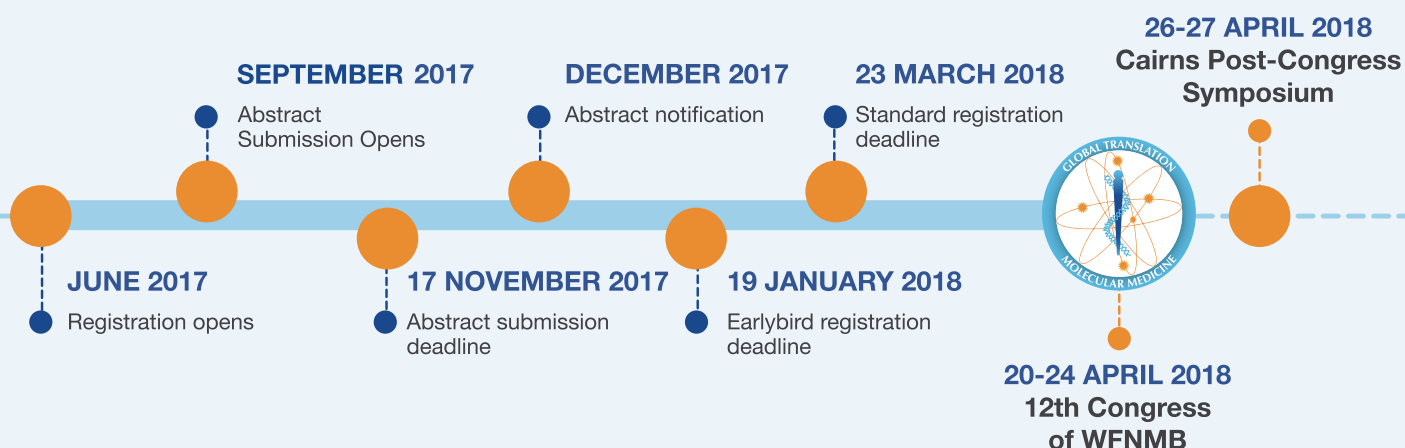 26-27 APRIL 2018
Cairns Post-Congress
Symposium
SEPTEMBER 2017
Abstract
Submission Opens
DECEMBER 2017
Abstract notification
23 MARCH 2018
Standard registration
deadline
GLOBAL TRANSLATION
MOLECULAR MEDICINE
JUNE 2017
Registration opens
17 NOVEMBER 2017
Abstract submission
deadline
19 JANUARY 2018
Earlybird registration
deadline
20-24 APRIL 2018
12th Congress
of WFNMB